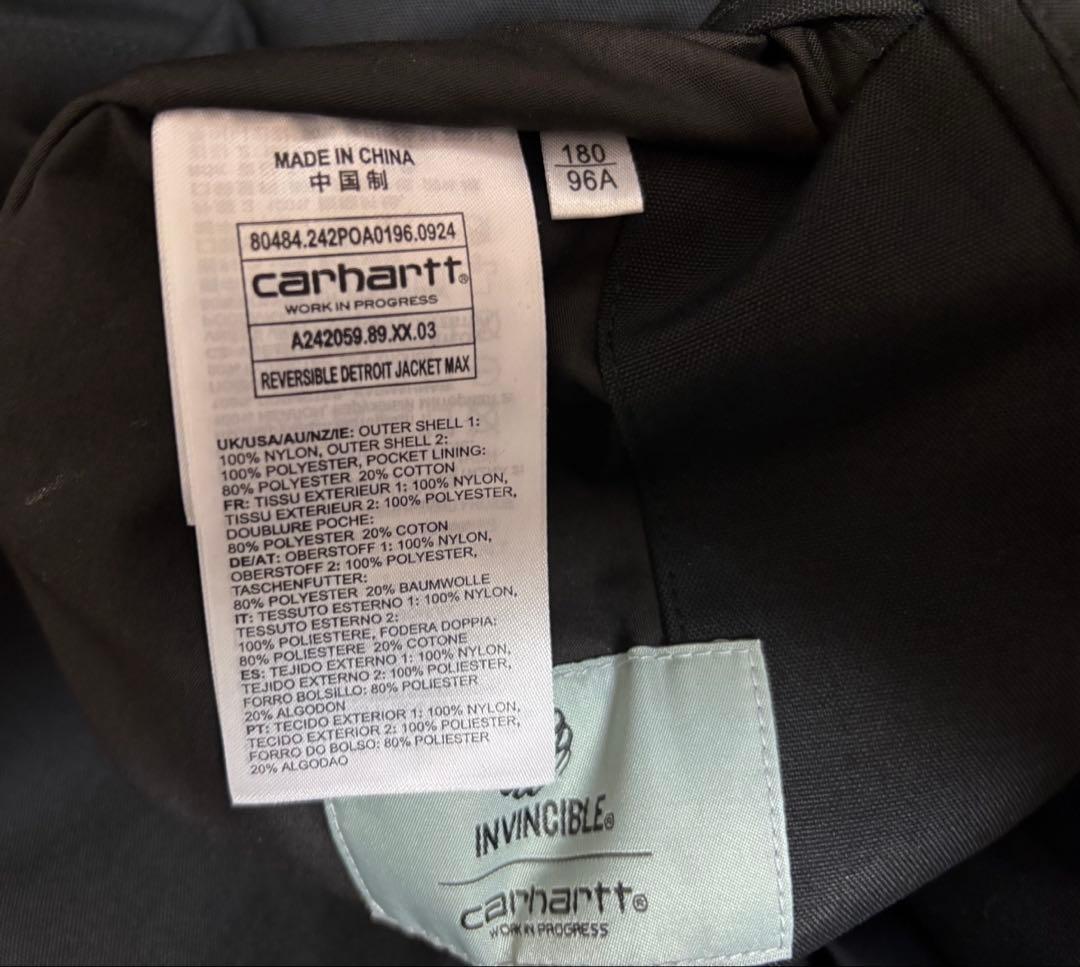 MADE IN CHINA
中国制
80484.242POA0196.0924
carhartt®
WORK IN PROGRESS
A242059.89.XX.03
REVERSIBLE DETROIT JACKET MAX
UK/USA/AU/NZ/IE: OUTER SHELL 1:
100% NYLON, OUTER SHELL 2:
100% POLYESTER, POCKET LINING:
80% POLYESTER 20% COTTON
FR: TISSU EXTERIEUR 1: 100% NYLON,
TISSU EXTERIEUR 2: 100% POLYESTER,
DOUBLURE POCHE:
80% POLYESTER 20% COTON
DE/AT: OBERSTOFF 1: 100% NYLON,
OBERSTOFF 2: 100% POLYESTER,
TASCHENFUTTER:
80% POLYESTER 20% BAUMWOLLE
IT: TESSUTO ESTERNO 1: 100% NYLON,
TESSUTO ESTERNO 2:
100% POLIESTERE, FODERA DOPPIA:
80% POLIESTERE 20% COTONE
ES: TEJIDO EXTERNO 1: 100% NYLON,
TEJIDO EXTERNO 2: 100% POLIESTER,
FORRO BOLSILLO: 80% POLIESTER
20% ALGODON
PT: TECIDO EXTERIOR 1: 100% NYLON,
TECIDO EXTERIOR 2: 100% POLIESTER,
FORRO DO BOLSO: 80% POLIESTER
20% ALGODAO
180
96A
INVINCIBLE®
carhartt®
WORK IN PROGRESS